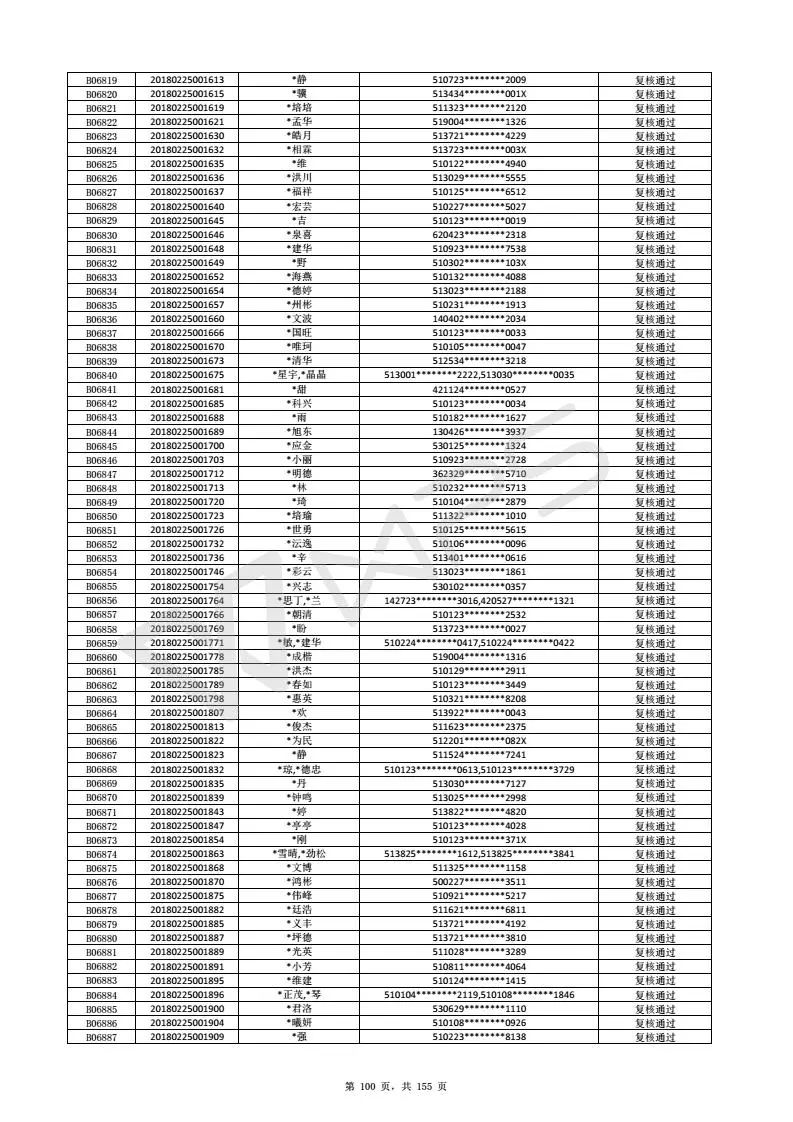 B06819 20180225001613 *静 510723********2009 复核通过
B06820 20180225001615 *骥 513434********001X 复核通过
B06821 20180225001619 *培培 511323********2120 复核通过
B06822 20180225001621 *孟华 519004********1326 复核通过
B06823 20180225001630 *皓月 513721********4229 复核通过
B06824 20180225001632 *相霖 513723********003X 复核通过
B06825 20180225001635 *维 510122********4940 复核通过
B06826 20180225001636 *洪川 513029********5555 复核通过
B06827 20180225001637 *福祥 510125********6512 复核通过
B06828 20180225001640 *宏芸 510227********5027 复核通过
B06829 20180225001645 *吉 510123********0019 复核通过
B06830 20180225001646 *泉喜 620423********2318 复核通过
B06831 20180225001648 *建华 510923********7538 复核通过
B06832 20180225001649 *野 510302********103X 复核通过
B06833 20180225001652 *海燕 510132********4088 复核通过
B06834 20180225001654 *德婷 513023********2188 复核通过
B06835 20180225001657 *州彬 510231********1913 复核通过
B06836 20180225001660 *文波 140402********2034 复核通过
B06837 20180225001666 *国旺 510123********0033 复核通过
B06838 20180225001670 *唯珂 510105********0047 复核通过
B06839 20180225001673 *清华 512534********3218 复核通过
B06840 20180225001675 *星宇,*晶晶 513001********2222,513030********0035 复核通过
B06841 20180225001681 *甜 421124********0527 复核通过
B06842 20180225001685 *科兴 510123********0034 复核通过
B06843 20180225001688 *雨 510182********1627 复核通过
B06844 20180225001689 *旭东 130426********3937 复核通过
B06845 20180225001700 *应金 530125********1324 复核通过
B06846 20180225001703 *小丽 510923********2728 复核通过
B06847 20180225001712 *明德 362329********5710 复核通过
B06848 20180225001713 *林 510232********5713 复核通过
B06849 20180225001720 *琦 510104********2879 复核通过
B06850 20180225001723 *培瑜 511322********1010 复核通过
B06851 20180225001726 *世勇 510125********5615 复核通过
B06852 20180225001732 *沄逸 510106********0096 复核通过
B06853 20180225001736 *辛 513401********0616 复核通过
B06854 20180225001746 *彩云 513023********1861 复核通过
B06855 20180225001754 *兴志 530102********0357 复核通过
B06856 20180225001764 *思丁,*兰 142723********3016,420527********1321 复核通过
B06857 20180225001766 *朝清 510123********2532 复核通过
B06858 20180225001769 *盼 513723********0027 复核通过
B06859 20180225001771 *敏,*建华 510224********0417,510224********0422 复核通过
B06860 20180225001778 *成楷 519004********1316 复核通过
B06861 20180225001785 *洪杰 510129********2911 复核通过
B06862 20180225001789 *春如 510123********3449 复核通过
B06863 20180225001798 *惠英 510321********8208 复核通过
B06864 20180225001807 *欢 513922********0043 复核通过
B06865 20180225001813 *俊杰 511623********2375 复核通过
B06866 20180225001822 *为民 512201********082X 复核通过
B06867 20180225001823 *静 511524********7241 复核通过
B06868 20180225001832 *琼,*德忠 510123********0613,510123********3729 复核通过
B06869 20180225001835 *丹 513030********7127 复核通过
B06870 20180225001839 *钟鸣 513025********2998 复核通过
B06871 20180225001843 *婷 513822********4820 复核通过
B06872 20180225001847 *亭亭 510123********4028 复核通过
B06873 20180225001854 *刚 510123********371X 复核通过
B06874 20180225001863 *雪晴,*劲松 513825********1612,513825********3841 复核通过
B06875 20180225001868 *文博 511325********1158 复核通过
B06876 20180225001870 *鸿彬 500227********3511 复核通过
B06877 20180225001875 *伟峰 510921********5217 复核通过
B06878 20180225001882 *廷浩 511621********6811 复核通过
B06879 20180225001885 *义丰 513721********4192 复核通过
B06880 20180225001887 *坪德 513721********3810 复核通过
B06881 20180225001889 *光英 511028********3289 复核通过
B06882 20180225001891 *小芳 510811********4064 复核通过
B06883 20180225001895 *维建 510124********1415 复核通过
B06884 20180225001896 *正茂,*琴 510104********2119,510108********1846 复核通过
B06885 20180225001900 *君洛 530629********1110 复核通过
B06886 20180225001904 *曦妍 510108********0926 复核通过
B06887 20180225001909 *强 510223********8138 复核通过
WPS
第 100 页，共 155 页